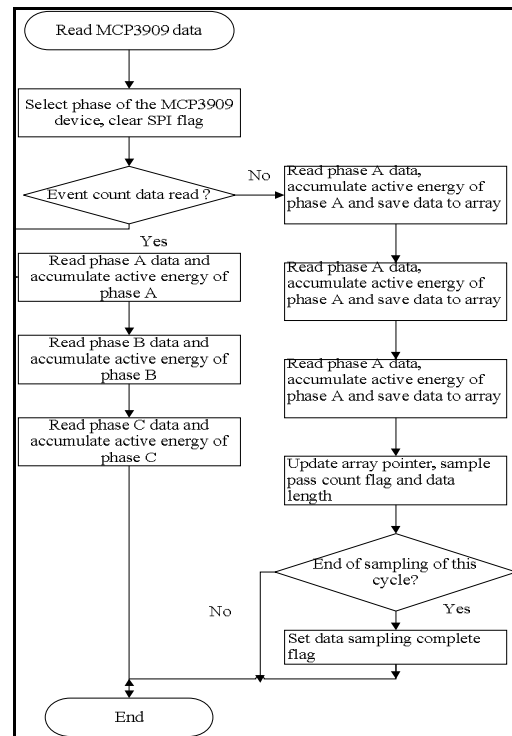 Read MCP3909 data
Select phase of the MCP3909
device, clear SPI flag
Event count data read ?
No
Yes
Read phase A data and
accumulate active energy of
phase A
Read phase B data and
accumulate active energy of
phase B
Read phase C data and
accumulate active energy of
phase C
Read phase A data,
accumulate active energy of
phase A and save data to array
Read phase A data,
accumulate active energy of
phase A and save data to array
Read phase A data,
accumulate active energy of
phase A and save data to array
Update array pointer, sample
pass count flag and data
length
End of sampling of this
cycle?
No
Yes
Set data sampling complete
flag
End